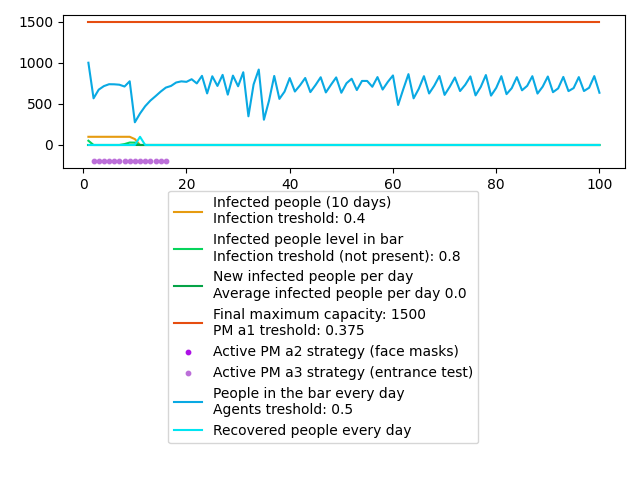 1500
1000
500
0
0 20 40 60 80 100
Infected people (10 days)
Infection treshold: 0.4
Infected people level in bar
Infection treshold (not present): 0.8
New infected people per day
Average infected people per day 0.0
Final maximum capacity: 1500
PM a1 treshold: 0.375
Active PM a2 strategy (face masks)
Active PM a3 strategy (entrance test)
People in the bar every day
Agents treshold: 0.5
Recovered people every day